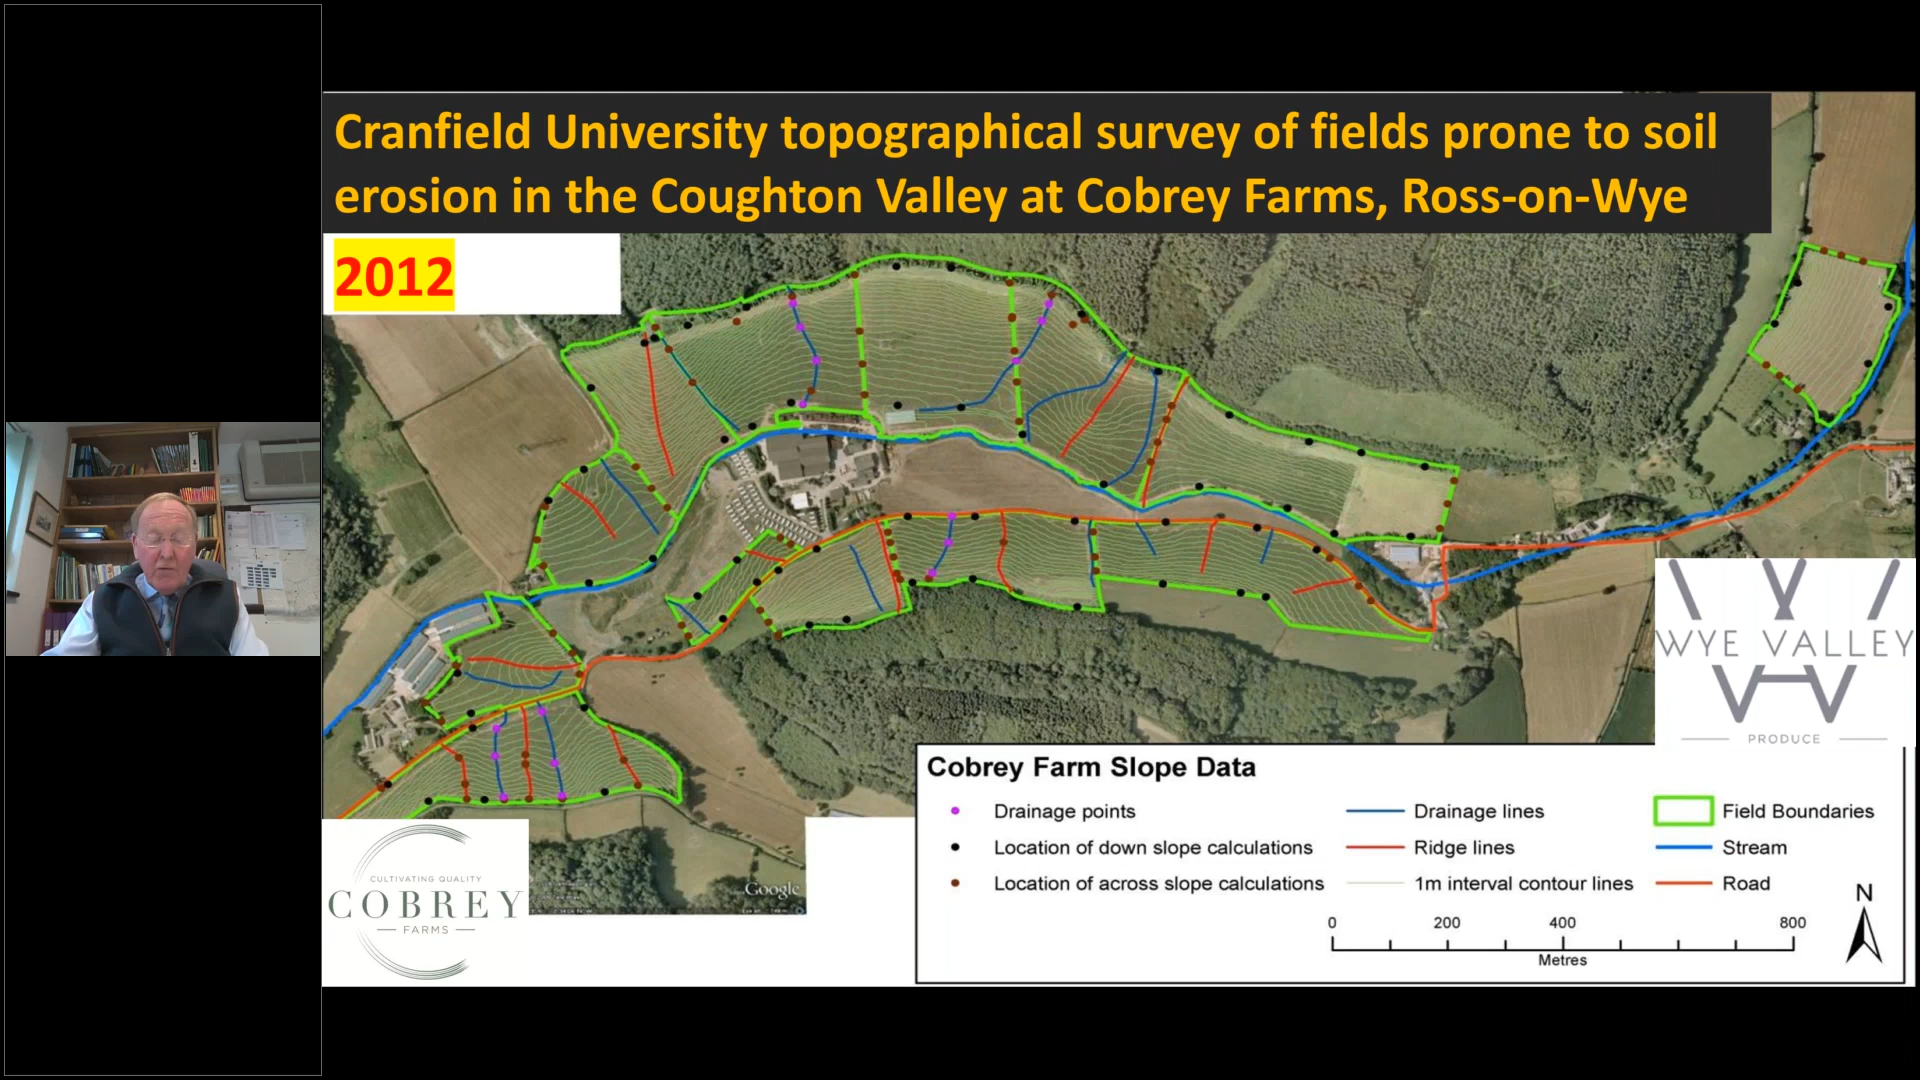 Cranfield University topographical survey of fields prone to soil
erosion in the Coughton Valley at Cobrey Farms, Ross-on-Wye
2012
WYE VALLEY
PRODUCE
Cobrey Farm Slope Data
Drainage points
Drainage lines
Field Boundaries
Location of down slope calculations
Ridge lines
Stream
Location of across slope calculations
1m interval contour lines
Road
N
0 200 400 800
Metres
Google
CULTIVATING QUALITY
COBREY
FARMS